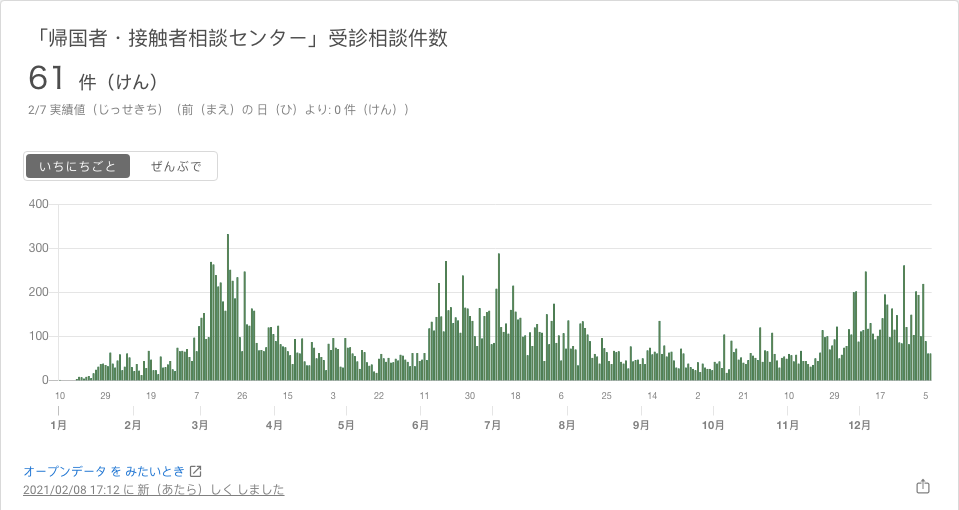 「帰国者・接触者相談センター」受診相談件数
61 件（けん）
2/7 実績値（じっせきち）（前（まえ）の 日（ひ）より: 0 件（けん））
いちにちごと ぜんぶで
400
300
200
100
0
10 29 19 7 26 15 3 22 11 30 18 6 25 14 2 21 10 29 17 5
1月 2月 3月 4月 5月 6月 7月 8月 9月 10月 11月 12月
オープンデータ を みたいとき
2021/02/08 17:12 に 新（あたら）しく しました